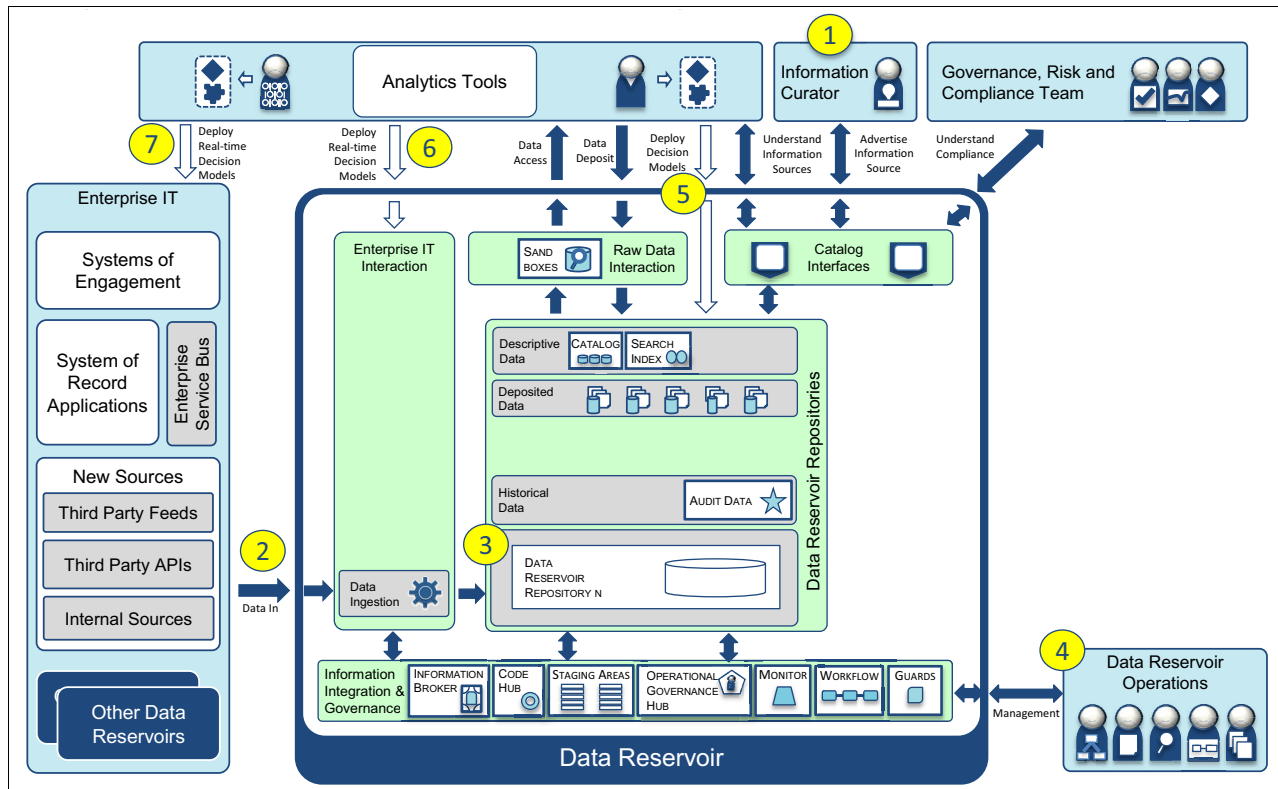 1
Analytics Tools
Information
Curator
Governance, Risk and
Compliance Team
7
Deploy
Real-time
Decision
Models
Deploy
Real-time
Decision
Models
6
Data
Access
Data
Deposit
Deploy
Decision
Models
Understand
Information
Sources
Advertise
Information
Source
Understand
Compliance
5
Enterprise IT
Systems of
Engagement
System of
Record
Applications
Enterprise
Service Bus
New Sources
Third Party Feeds
Third Party APIs
Internal Sources
Other Data
Reservoirs
2
Data In
Enterprise IT
Interaction
Data
Ingestion
SAND
BOXES
Raw Data
Interaction
Catalog
Interfaces
Descriptive
Data
CATALOG
SEARCH
INDEX
Deposited
Data
Historical
Data
AUDIT DATA
3
DATA
RESERVOIR
REPOSITORY N
Data Reservoir Repositories
Information
Integration &
Governance
INFORMATION
BROKER
CODE
HUB
STAGING AREAS
OPERATIONAL
GOVERNANCE
HUB
MONITOR
WORKFLOW
GUARDS
Data Reservoir
Management
4
Data Reservoir
Operations